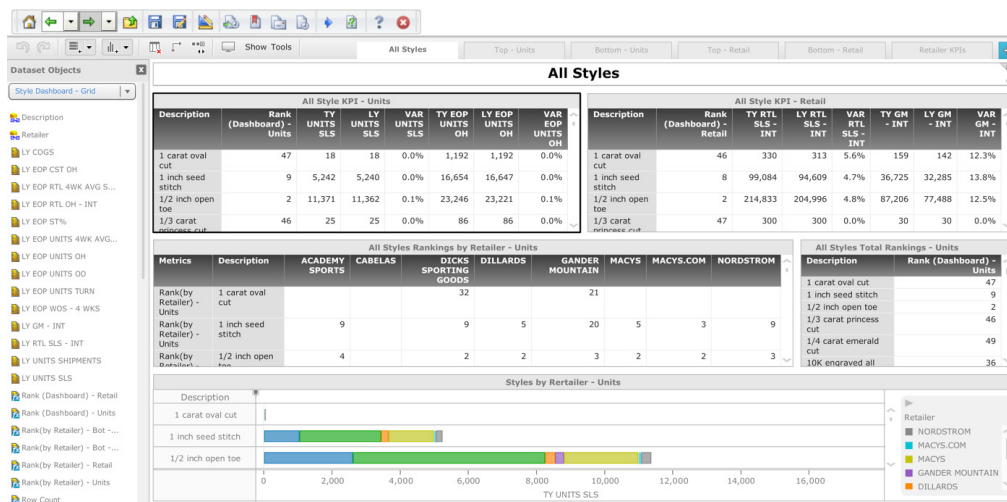 Show Tools
All Styles
Top - Units
Bottom - Units
Top - Retail
Bottom - Retail
Retailer KPIs
Dataset Objects
Style Dashboard - Grid
Description
Retailer
LY COGS
LY EOP CST OH
LY EOP RTL 4WK AVG S...
LY EOP RTL OH - INT
LY EOP ST%
LY EOP UNITS 4WK AVG...
LY EOP UNITS OH
LY EOP UNITS OO
LY EOP UNITS TURN
LY EOP WOS - 4 WKS
LY GM - INT
LY RTL SLS - INT
LY UNITS SHIPMENTS
LY UNITS SLS
Rank (Dashboard) - Retail
Rank (Dashboard) - Units
Rank(by Retailer) - Bot -...
Rank(by Retailer) - Bot -...
Rank(by Retailer) - Retail
Rank(by Retailer) - Units
Row Count
All Styles
All Style KPI - Units
Description Rank TY LY VAR TY EOP LY EOP VAR
(Dashboard) - UNITS UNITS UNITS UNITS UNITS EOP
Units SLS SLS SLS OH OH UNITS
OH
1 carat oval 47 18 18 0.0% 1,192 1,192 0.0%
cut
1 inch seed 9 5,242 5,240 0.0% 16,654 16,647 0.0%
stitch
1/2 inch open 2 11,371 11,362 0.1% 23,246 23,221 0.1%
toe
1/3 carat 46 25 25 0.0% 86 86 0.0%
princess cut
All Style KPI - Retail
Description Rank TY RTL LY RTL VAR TY GM LY GM VAR
(Dashboard) - SLS - SLS - RTL - INT - INT GM -
Retail INT INT SLS - INT
INT
1 carat oval 46 330 313 5.6% 159 142 12.3%
cut
1 inch seed 8 99,084 94,609 4.7% 36,725 32,285 13.8%
stitch
1/2 inch open 2 214,833 204,996 4.8% 87,206 77,488 12.5%
toe
1/3 carat 47 300 300 0.0% 30 30 0.0%
princess cut
All Styles Rankings by Retailer - Units
Metrics Description ACADEMY CABELAS DICKS DILLARDS GANDER MACYS MACYS.COM NORDSTROM
SPORTS SPORTING MOUNTAIN
GOODS
Rank(by 1 carat oval 32 21
Retailer) - cut
Units
Rank(by 1 inch seed 9 9 5 20 5 3 9
Retailer) - stitch
Units
Rank(by 1/2 inch open 4 2 2 3 2 2 3
Retailer) - toe
All Styles Total Rankings - Units
Description Rank (Dashboard) -
Units
1 carat oval cut 47
1 inch seed stitch 9
1/2 inch open toe 2
1/3 carat princess 46
cut
1/4 carat emerald 49
cut
10K engraved all 36
Styles by Rertailer - Units
Description
1 carat oval cut
1 inch seed stitch
1/2 inch open toe
0 2,000 4,000 6,000 8,000 10,000 12,000 14,000 16,000
TY UNITS SLS
Retailer
NORDSTROM
MACYS.COM
MACYS
GANDER MOUNTAIN
DILLARDS